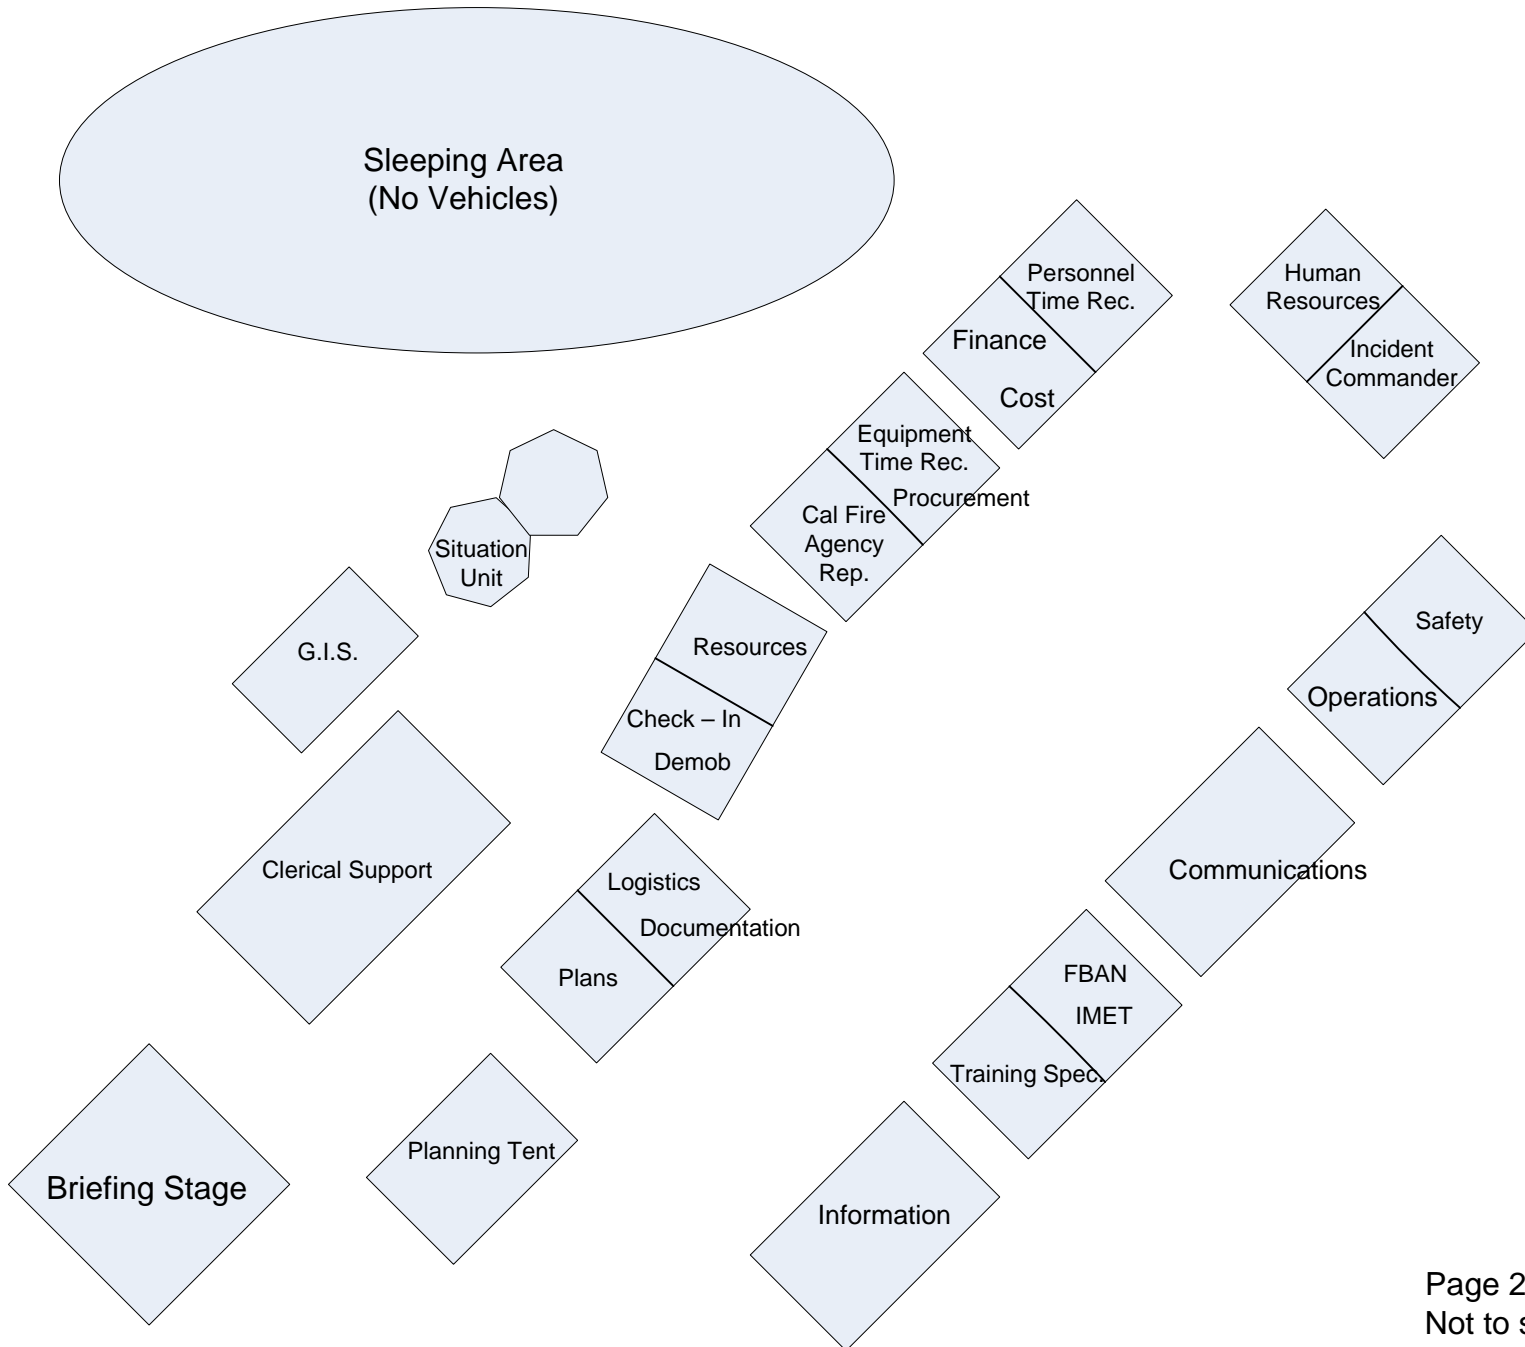 Sleeping Area
(No Vehicles)
Personnel
Time Rec.
Finance
Cost
Human
Resources
Incident
Commander
Equipment
Time Rec.
Procurement
Cal Fire
Agency
Rep.
Situation
Unit
G.I.S.
Resources
Check – In
Demob
Safety
Operations
Clerical Support
Logistics
Documentation
Plans
Communications
FBAN
IMET
Training Spec.
Briefing Stage
Planning Tent
Information
Page 2
Not to